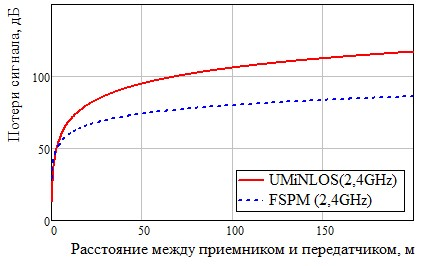 Потери сигнала, дБ
100
50
0
0
50
100
150
UMiNLOS(2,4GHz)
FSPM (2,4GHz)
Расстояние между приемником и передатчиком, м